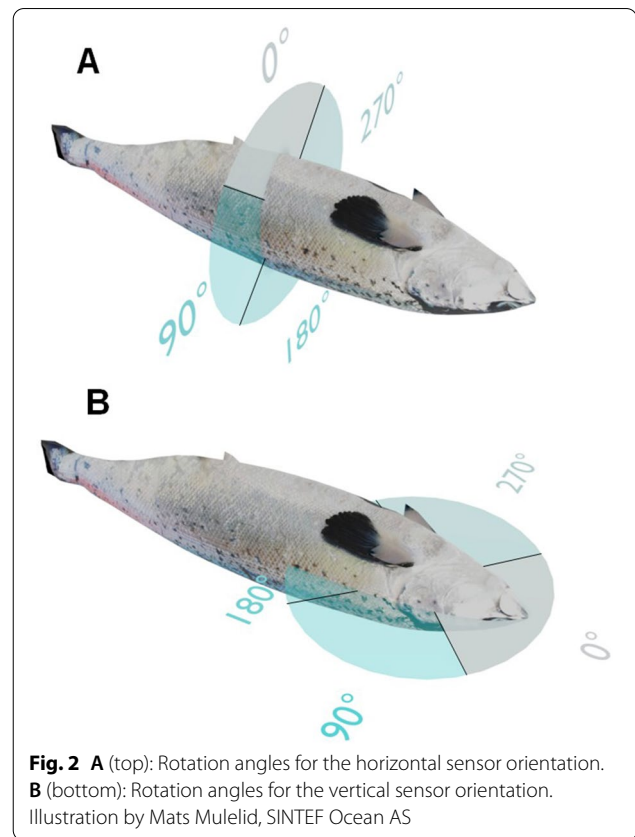 A
0°
270°
90°
180°
B
270°
180°
0°
90°
Fig. 2 A (top): Rotation angles for the horizontal sensor orientation.
B (bottom): Rotation angles for the vertical sensor orientation.
Illustration by Mats Mulelid, SINTEF Ocean AS